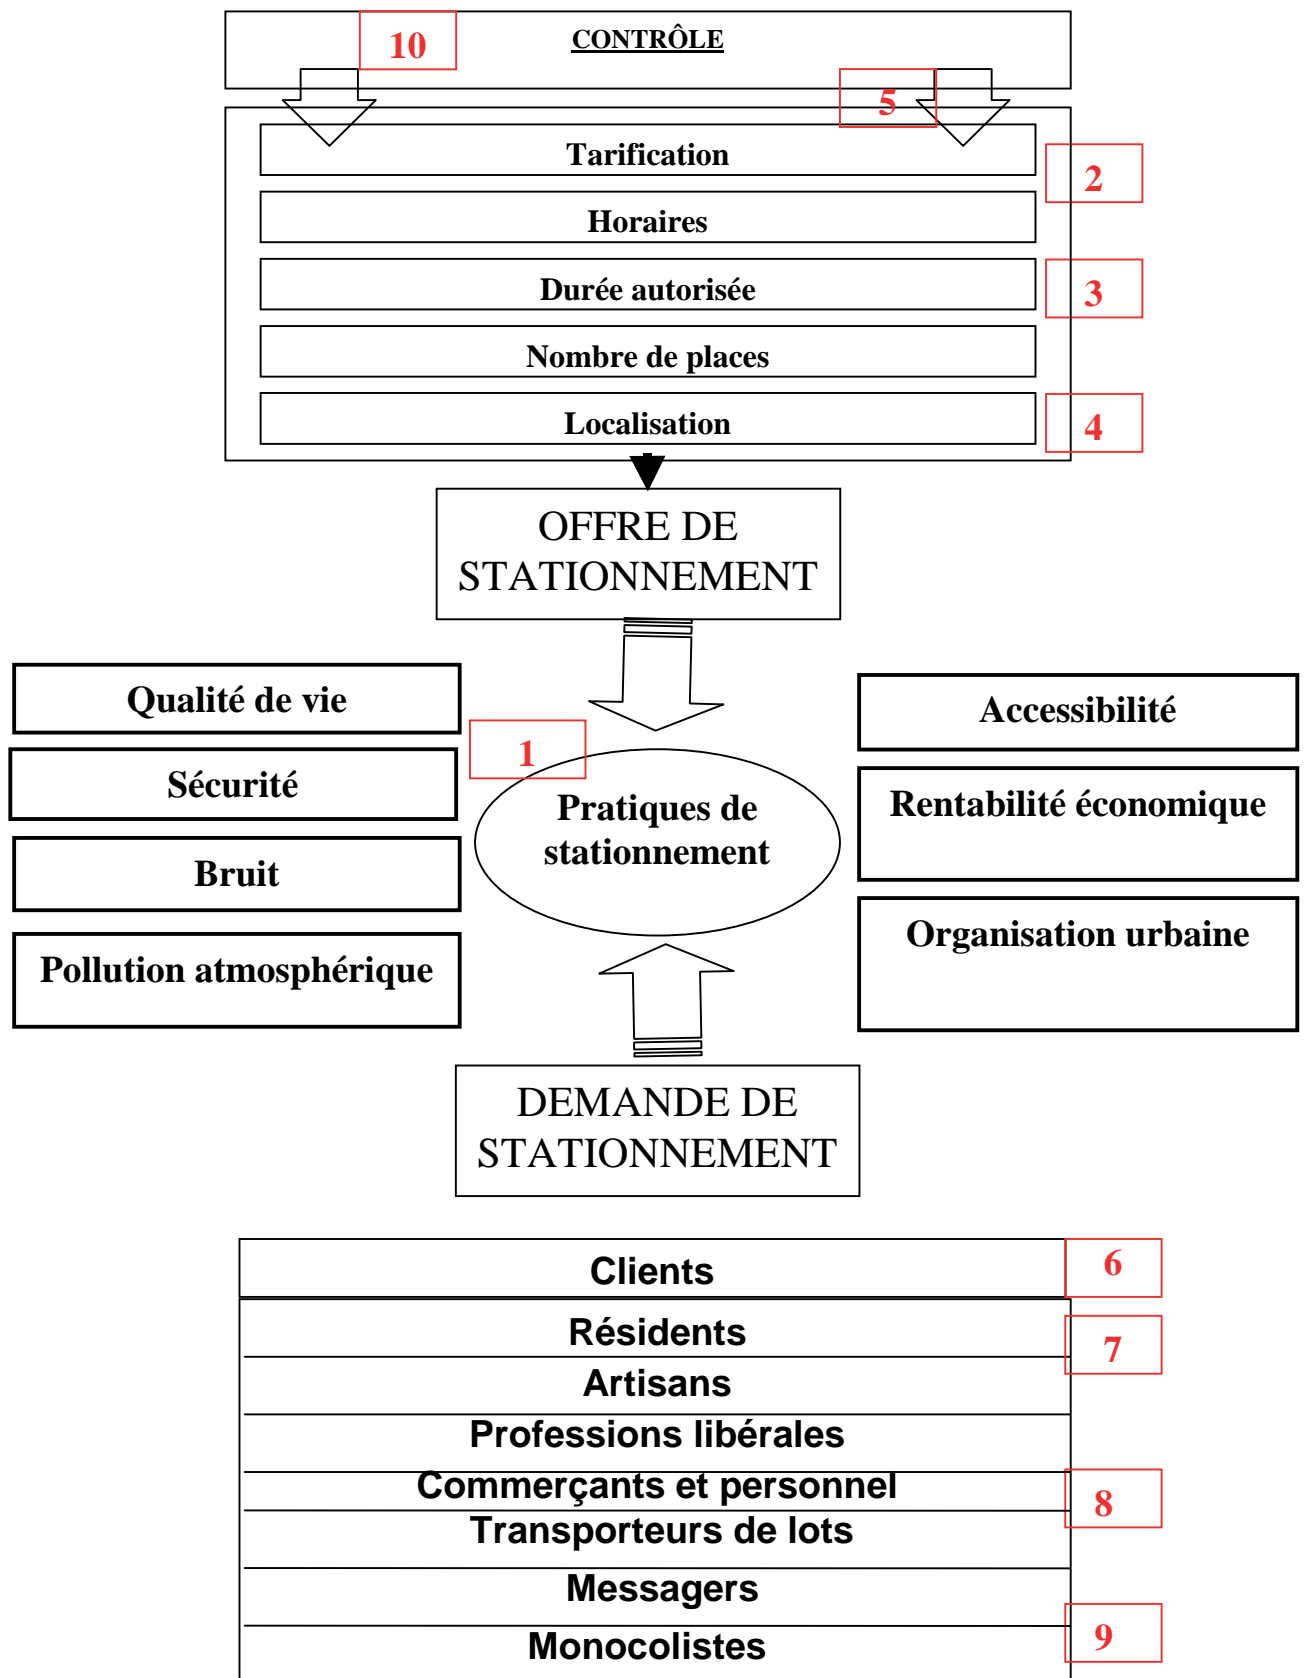 10
CONTRÔLE
5
Tarification
2
Horaires
Durée autorisée
3
Nombre de places
Localisation
4
OFFRE DE
STATIONNEMENT
Qualité de vie
Sécurité
Bruit
Pollution atmosphérique
1
Pratiques de
stationnement
Accessibilité
Rentabilité économique
Organisation urbaine
DEMANDE DE
STATIONNEMENT
Clients
6
Résidents
7
Artisans
Professions libérales
Commerçants et personnel
8
Transporteurs de lots
Messagers
Monocolistes
9